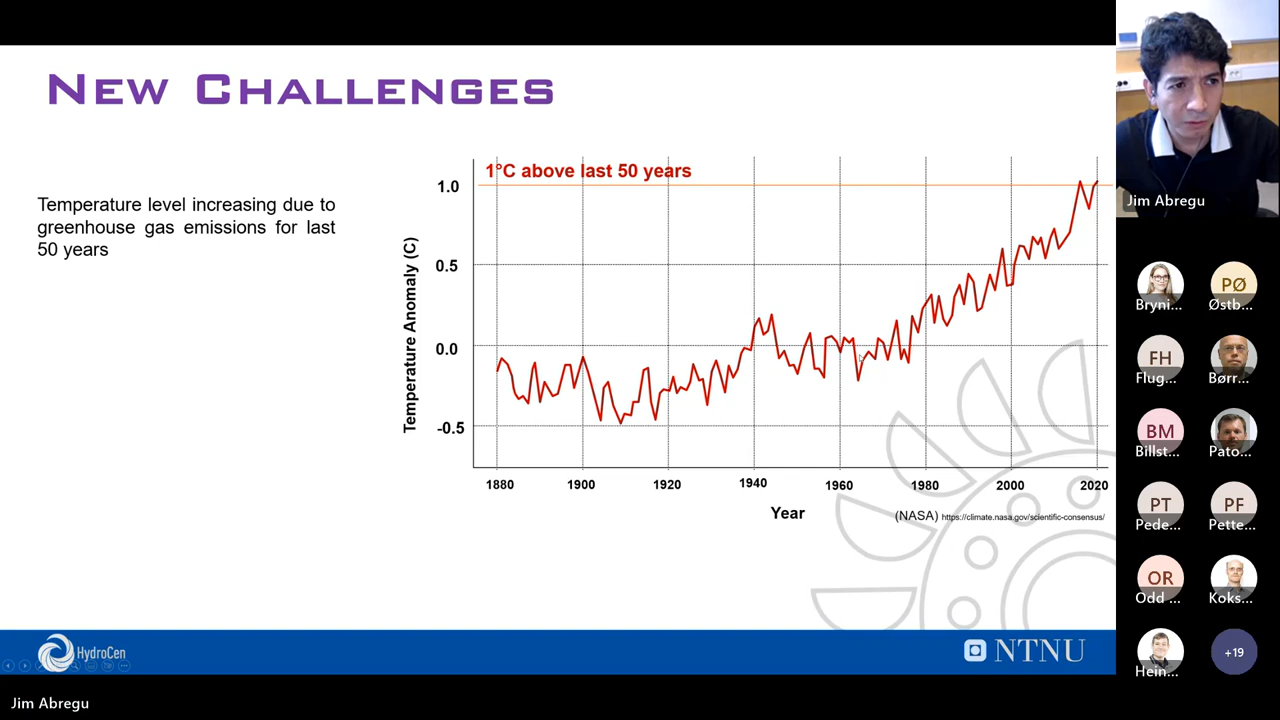 NEW CHALLENGES
Temperature level increasing due to
greenhouse gas emissions for last
50 years
1°C above last 50 years
1.0
0.5
0.0
-0.5
Temperature Anomaly (C)
1880
1900
1920
1940
1960
1980
2000
2020
Year
(NASA) https://climate.nasa.gov/scientific-consensus/
HydroCen
NTNU
Jim Abregu
Jim Abregu
Bryni...
PØ
Østb...
FH
Flug...
Børr...
BM
Billst...
Pato...
PT
Pede...
PF
Pette...
OR
Odd ...
Koks...
Hein...
+19